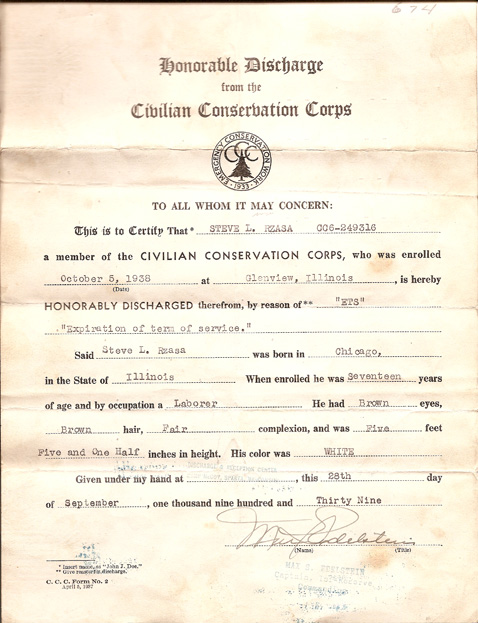 674
Honorable Discharge
from the
Civilian Conservation Corps
EMERGENCY CONSERVATION WORK
CCC
1933
TO ALL WHOM IT MAY CONCERN:
This is to Certify That * STEVE L. RZASA CC6-249316
a member of the CIVILIAN CONSERVATION CORPS, who was enrolled
October 5, 1938 at Glenview, Illinois, is hereby
(Date)
HONORABLY DISCHARGED therefrom, by reason of ** "ETS"
"Expiration of term of service."
Said Steve L. Rzasa was born in Chicago,
in the State of Illinois When enrolled he was Seventeen years
of age and by occupation a Laborer He had Brown eyes,
Brown hair, Fair complexion, and was Five feet
Five and One Half inches in height. His color was WHITE
Given under my hand at, this 28th day
of September, one thousand nine hundred and Thirty Nine
(Name) (Title)
* Insert name, as "John J. Doe."
** Give reason for discharge.
C. C. C. Form No. 2
April 5, 1937
MAX S. EDELSTEIN